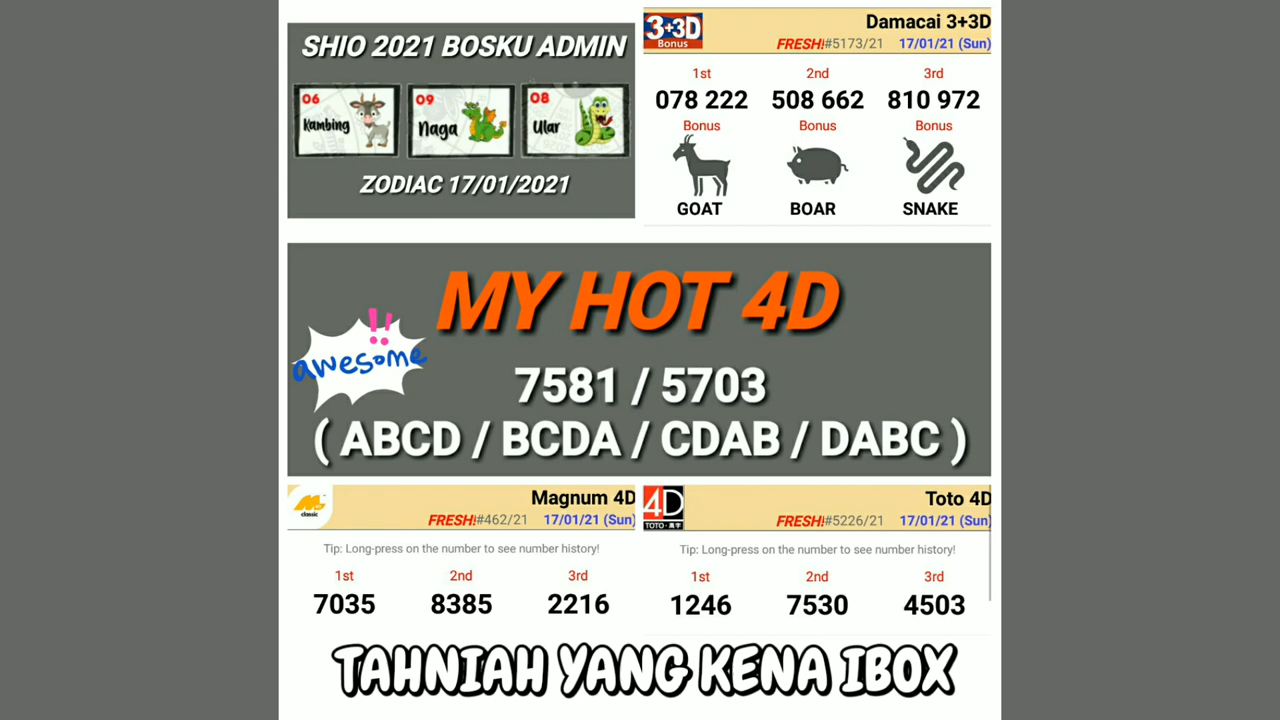 SHIO 2021 BOSKU ADMIN
06
Kambing
09
Naga
08
Ular
ZODIAC 17/01/2021
3+3D
Bonus
Damacai 3+3D
FRESH!#5173/21 17/01/21 (Sun)
1st 2nd 3rd
078 222 508 662 810 972
Bonus Bonus Bonus
GOAT BOAR SNAKE
MY HOT 4D
!!
awesome
7581 / 5703
( ABCD / BCDA / CDAB / DABC )
M
classic
Magnum 4D
FRESH!#462/21 17/01/21 (Sun)
Tip: Long-press on the number to see number history!
1st 2nd 3rd
7035 8385 2216
4D
TOTO·萬字
Toto 4D
FRESH!#5226/21 17/01/21 (Sun)
Tip: Long-press on the number to see number history!
1st 2nd 3rd
1246 7530 4503
TAHNIAH YANG KENA IBOX